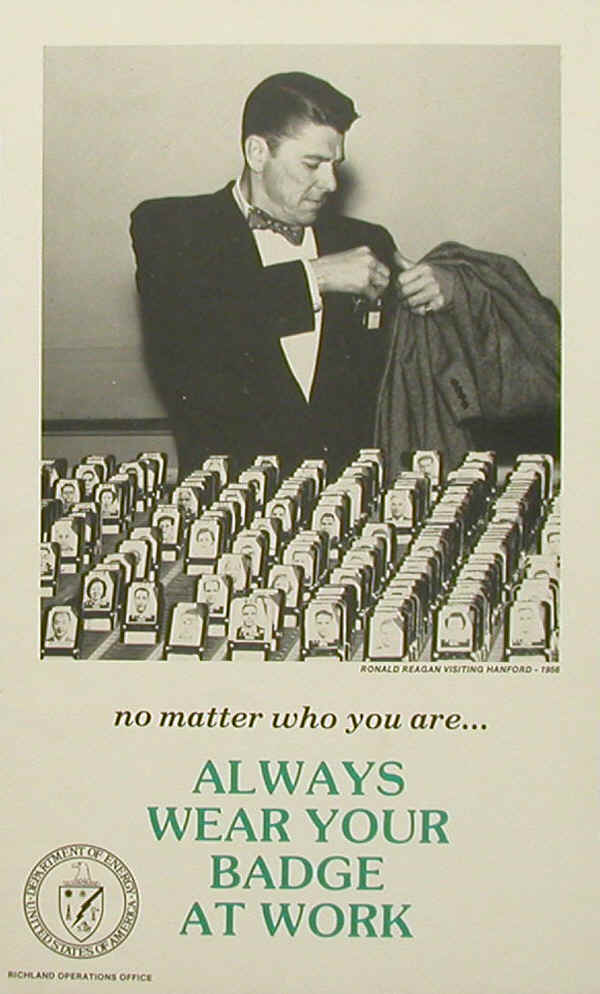 RONALD REAGAN VISITING HANFORD - 1956
no matter who you are...
ALWAYS
WEAR YOUR
BADGE
AT WORK
DEPARTMENT OF ENERGY
UNITED STATES OF AMERICA
RICHLAND OPERATIONS OFFICE